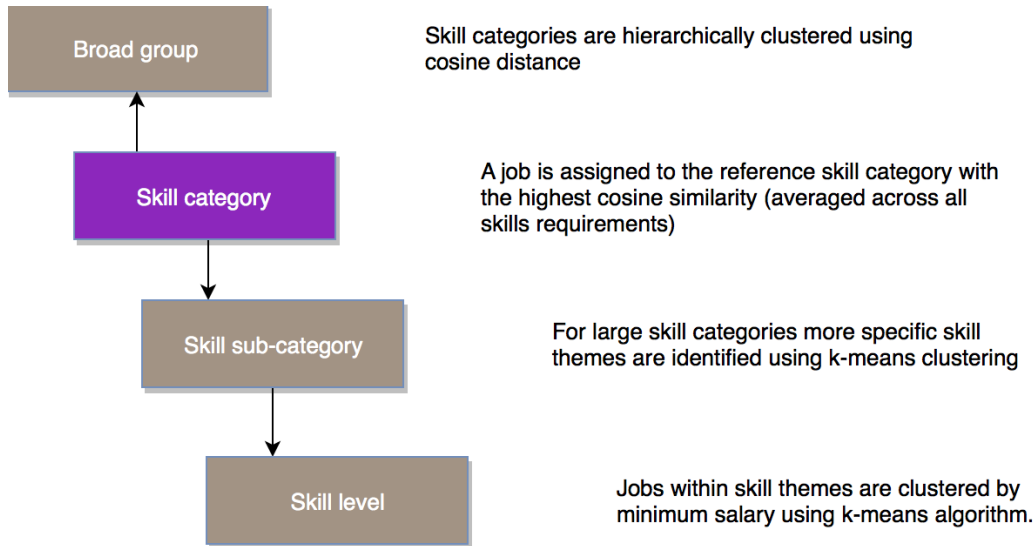 Broad group
Skill categories are hierarchically clustered using
cosine distance
Skill category
A job is assigned to the reference skill category with
the highest cosine similarity (averaged across all
skills requirements)
Skill sub-category
For large skill categories more specific skill
themes are identified using k-means clustering
Skill level
Jobs within skill themes are clustered by
minimum salary using k-means algorithm.